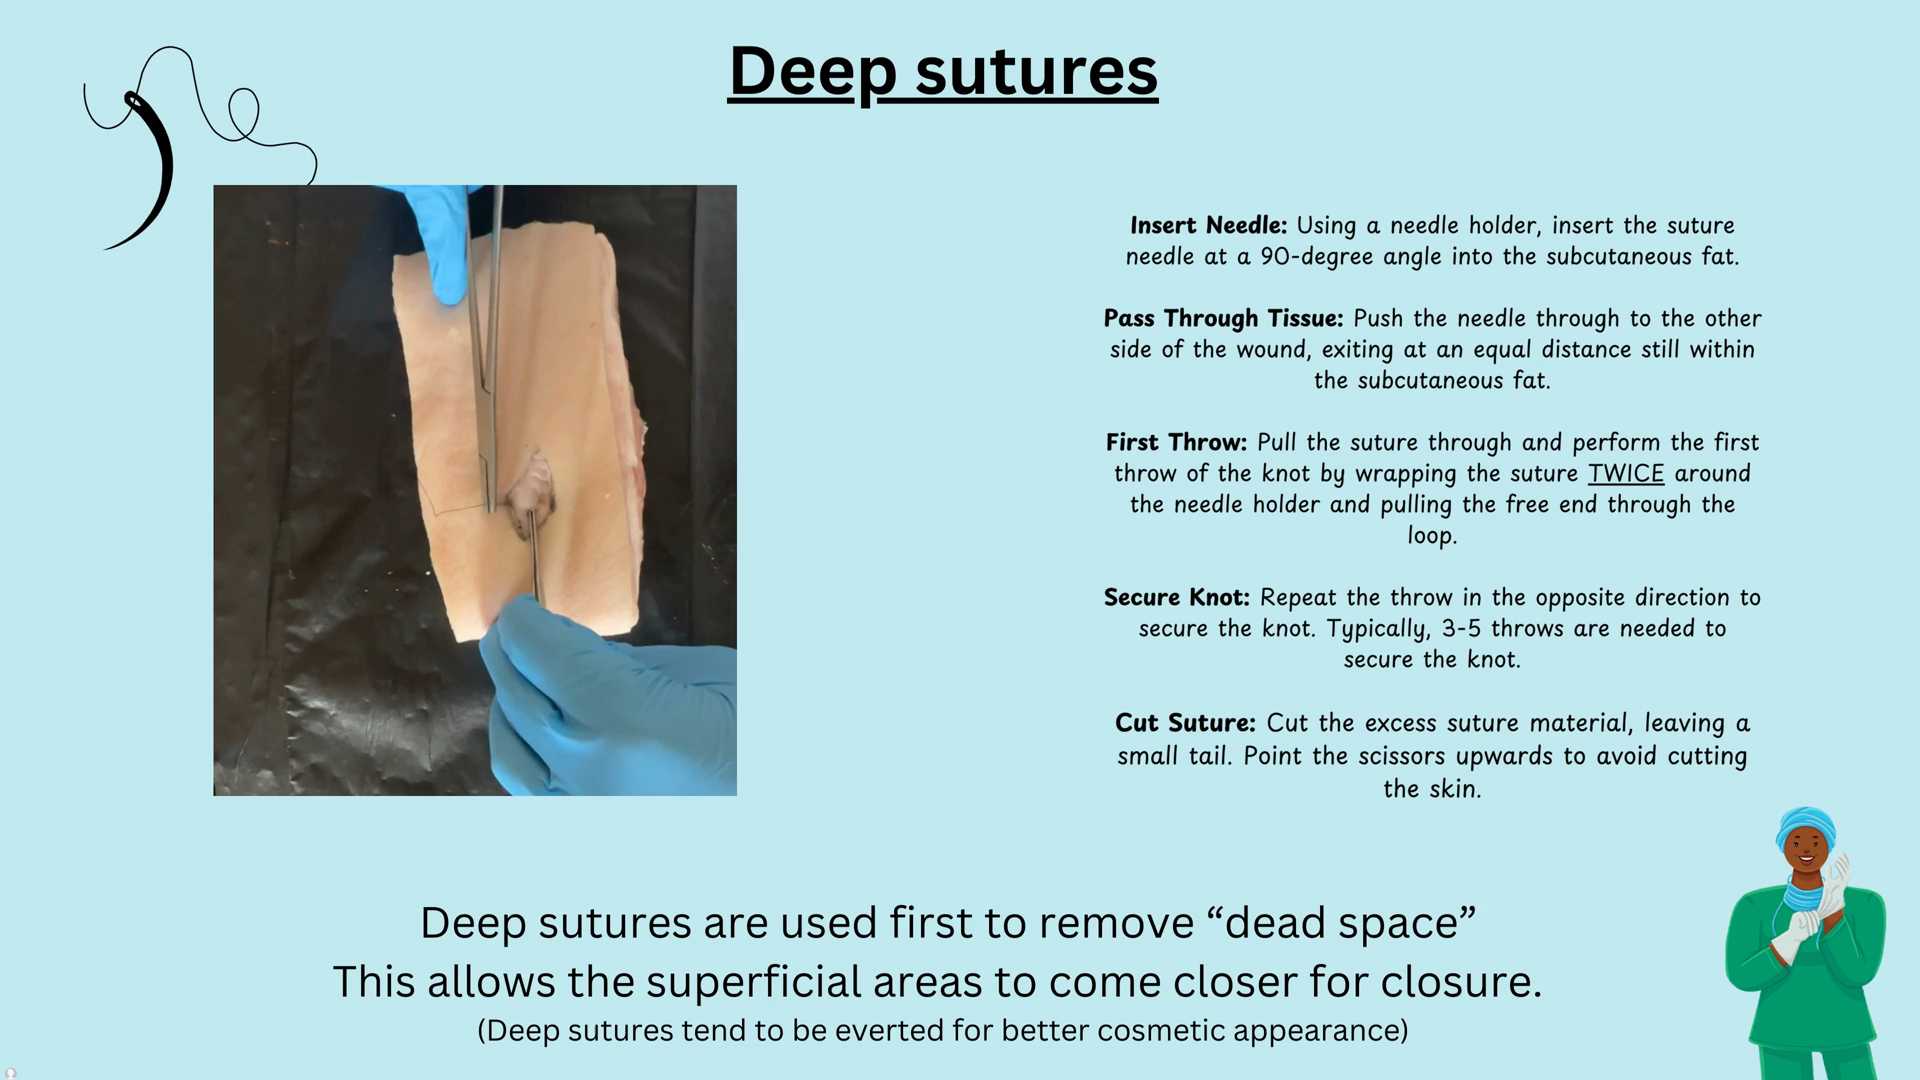 Deep sutures
Insert Needle: Using a needle holder, insert the suture
needle at a 90-degree angle into the subcutaneous fat.
Pass Through Tissue: Push the needle through to the other
side of the wound, exiting at an equal distance still within
the subcutaneous fat.
First Throw: Pull the suture through and perform the first
throw of the knot by wrapping the suture TWICE around
the needle holder and pulling the free end through the
loop.
Secure Knot: Repeat the throw in the opposite direction to
secure the knot. Typically, 3-5 throws are needed to
secure the knot.
Cut Suture: Cut the excess suture material, leaving a
small tail. Point the scissors upwards to avoid cutting
the skin.
Deep sutures are used first to remove “dead space”
This allows the superficial areas to come closer for closure.
(Deep sutures tend to be everted for better cosmetic appearance)